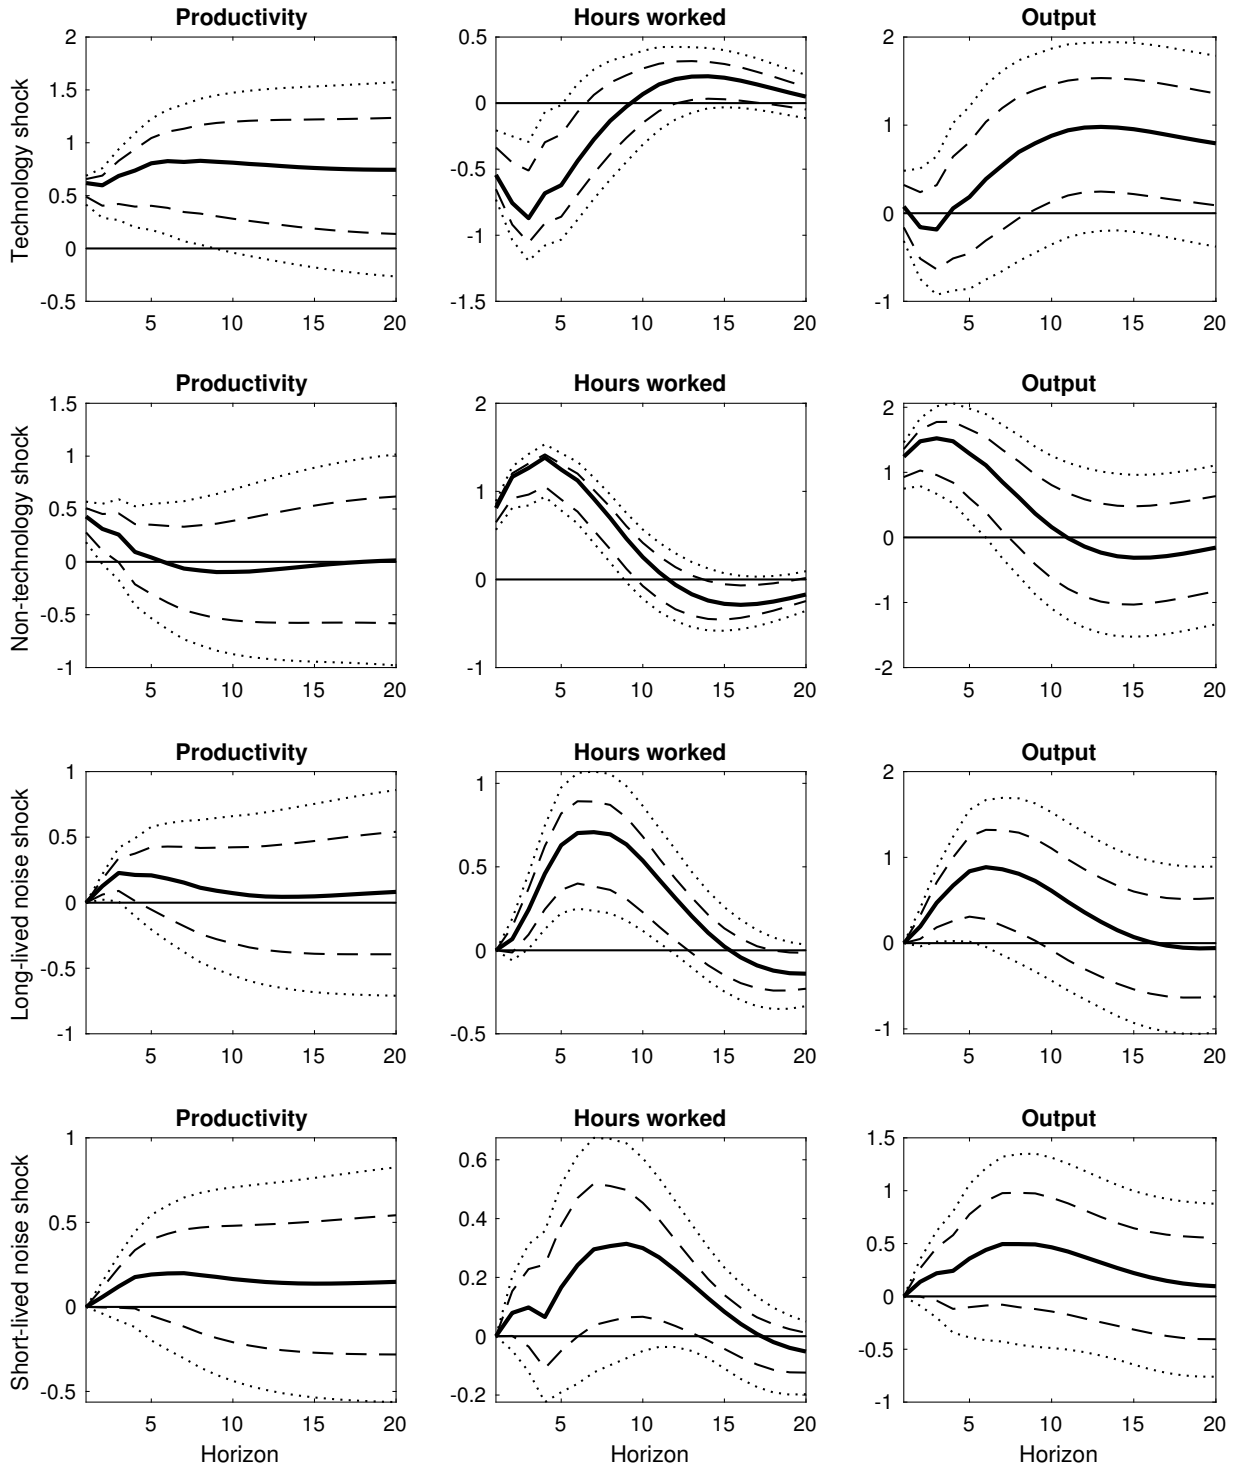 Productivity Hours worked Output
Technology shock
2 0.5 2
1.5 0 1
1 -0.5 0
0.5 -1 -1
0 -1.5
-0.5
5 10 15 20 5 10 15 20 5 10 15 20
Productivity Hours worked Output
Non-technology shock
1.5 2 2
1 1 1
0.5 0 0
0 -1 -1
-0.5 -2
-1
5 10 15 20 5 10 15 20 5 10 15 20
Productivity Hours worked Output
Long-lived noise shock
1 1 2
0.5 0.5 1
0 0 0
-0.5 -0.5 -1
-1
5 10 15 20 5 10 15 20 5 10 15 20
Productivity Hours worked Output
Short-lived noise shock
1 0.6 1.5
0.5 0.4 1
0 0.2 0.5
-0.5 0 0
-0.2 -0.5
-1
5 10 15 20 5 10 15 20 5 10 15 20
Horizon Horizon Horizon